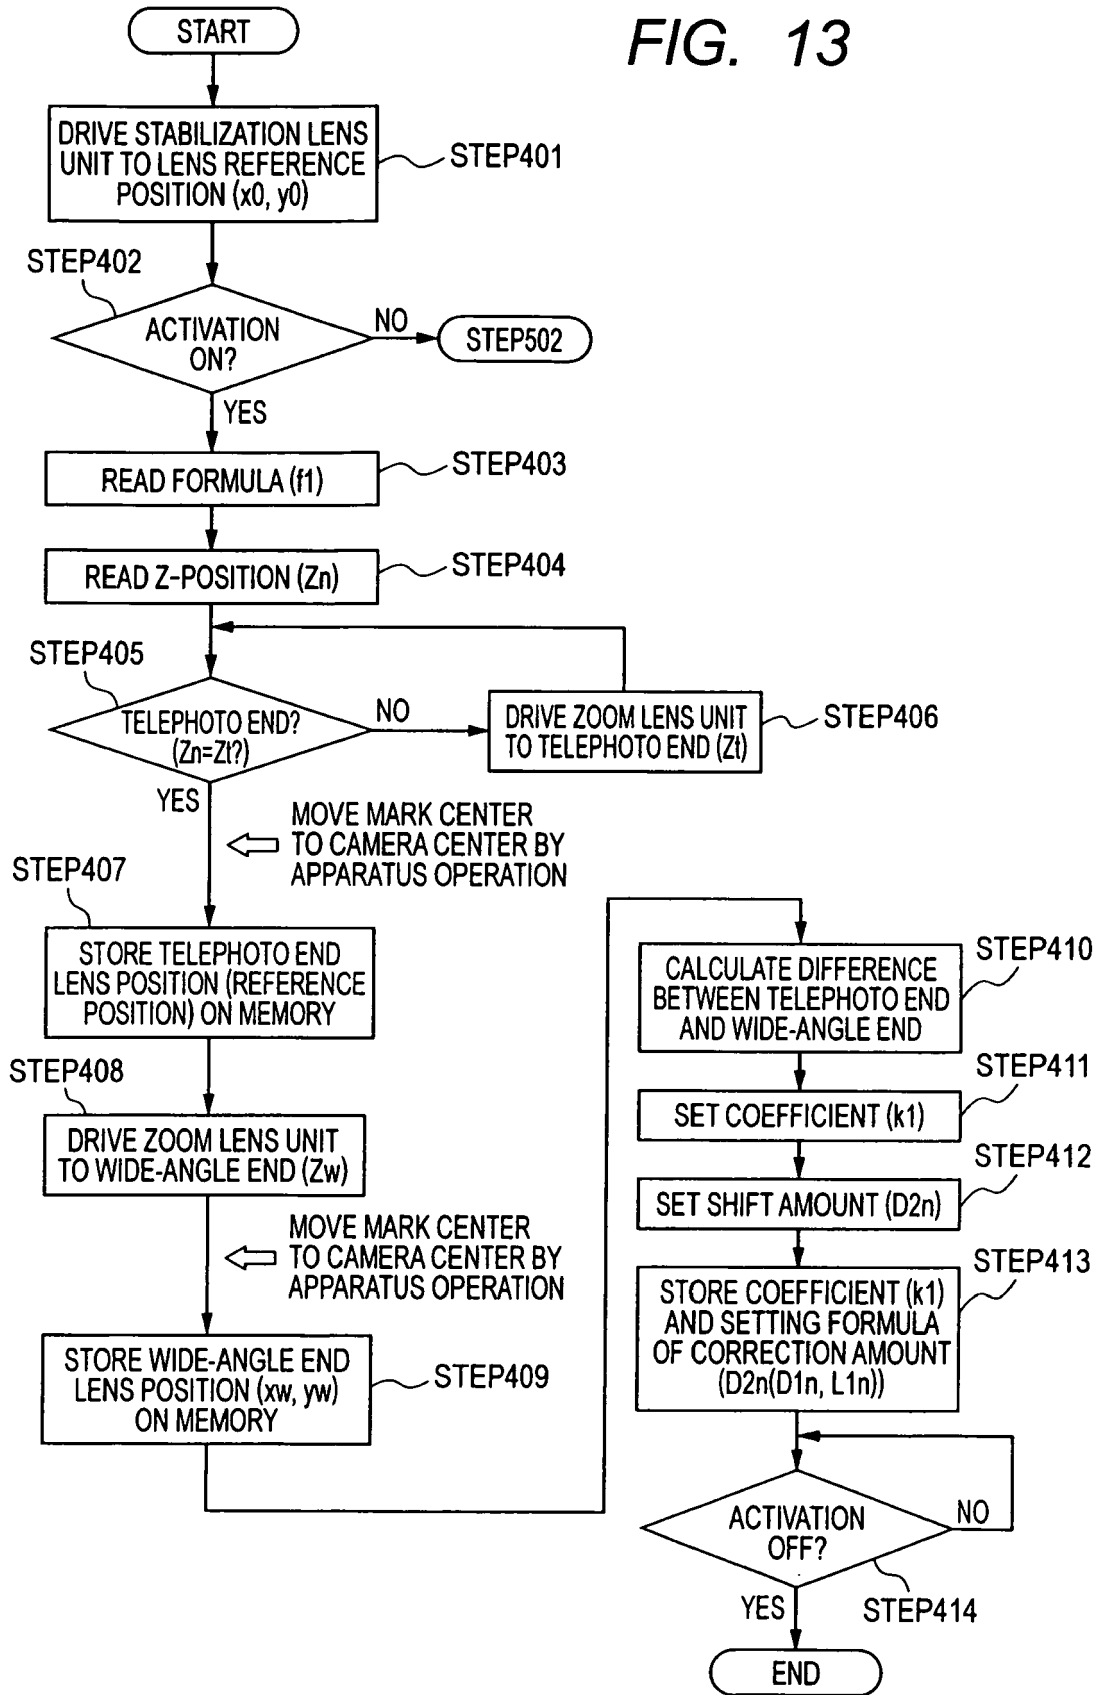 FIG. 13
START
DRIVE STABILIZATION LENS
UNIT TO LENS REFERENCE
POSITION (x0, y0)
STEP401
STEP402
ACTIVATION
ON?
NO
STEP502
YES
READ FORMULA (f1)
STEP403
READ Z-POSITION (Zn)
STEP404
STEP405
TELEPHOTO END?
(Zn=Zt?)
NO
DRIVE ZOOM LENS UNIT
TO TELEPHOTO END (Zt)
STEP406
YES
MOVE MARK CENTER
TO CAMERA CENTER BY
APPARATUS OPERATION
STEP407
STORE TELEPHOTO END
LENS POSITION (REFERENCE
POSITION) ON MEMORY
STEP408
DRIVE ZOOM LENS UNIT
TO WIDE-ANGLE END (Zw)
MOVE MARK CENTER
TO CAMERA CENTER BY
APPARATUS OPERATION
STORE WIDE-ANGLE END
LENS POSITION (xw, yw)
ON MEMORY
STEP409
CALCULATE DIFFERENCE
BETWEEN TELEPHOTO END
AND WIDE-ANGLE END
STEP410
SET COEFFICIENT (k1)
STEP411
SET SHIFT AMOUNT (D2n)
STEP412
STORE COEFFICIENT (k1)
AND SETTING FORMULA
OF CORRECTION AMOUNT
(D2n(D1n, L1n))
STEP413
ACTIVATION
OFF?
NO
STEP414
YES
END